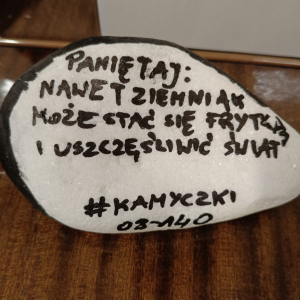 PAMIĘTAJ:
NAWET ZIEMNIAK
MOŻE STAĆ SIĘ FRYTKĄ
I USZCZĘŚLIWIĆ ŚWIAT
#KAMYCZKI
03-140